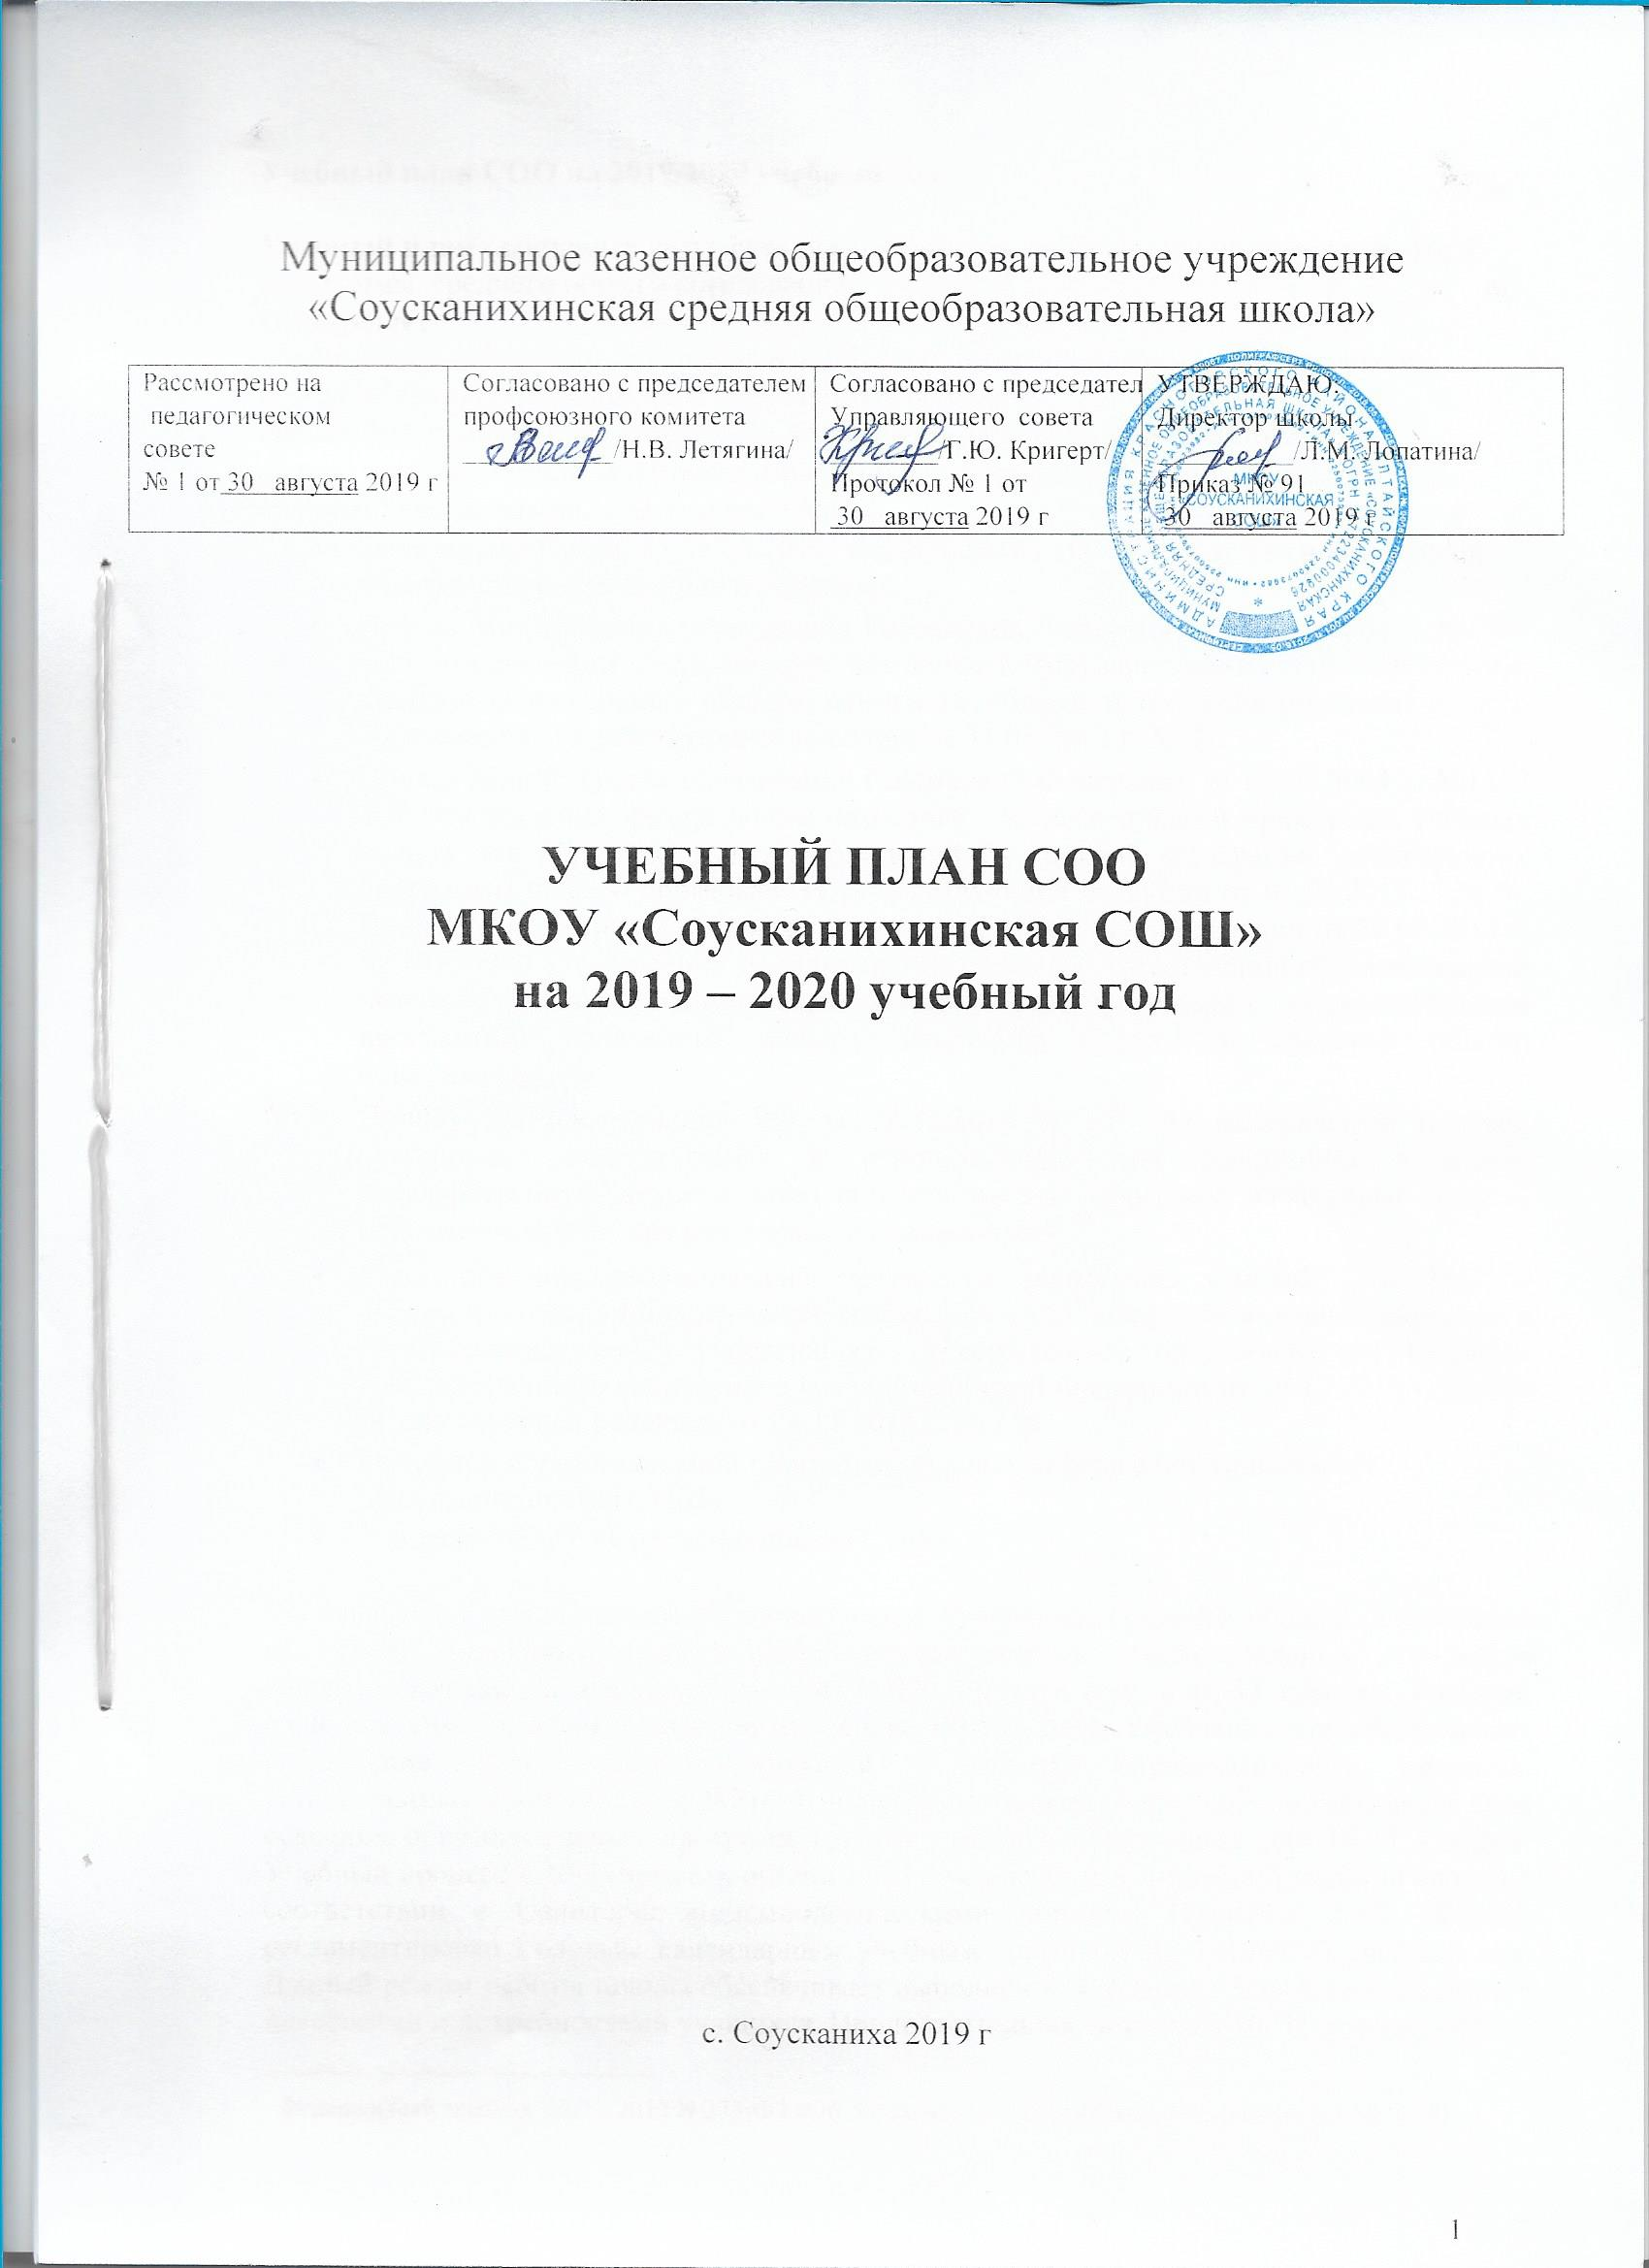 Муниципальное казенное общеобразовательное учреждение
«Соусканихинская средняя общеобразовательная школа»
Рассмотрено на
педагогическом
совете
№ 1 от 30 августа 2019 г
Согласовано с председателем
профсоюзного комитета
/Н.В. Летягина/
Согласовано с председател
Управляющего совета
/Г.Ю. Кригерт/
Протокол № 1 от
30 августа 2019 г
УТВЕРЖДАЮ:
Директор школы
/Л.М. Лопатина/
Приказ № 91
30 августа 2019 г
МКОУ
«СОУСКАНИХИНСКАЯ
УЧЕБНЫЙ ПЛАН СОО
МКОУ «Соусканихинская СОШ»
на 2019 – 2020 учебный год
с. Соусканиха 2019 г
1